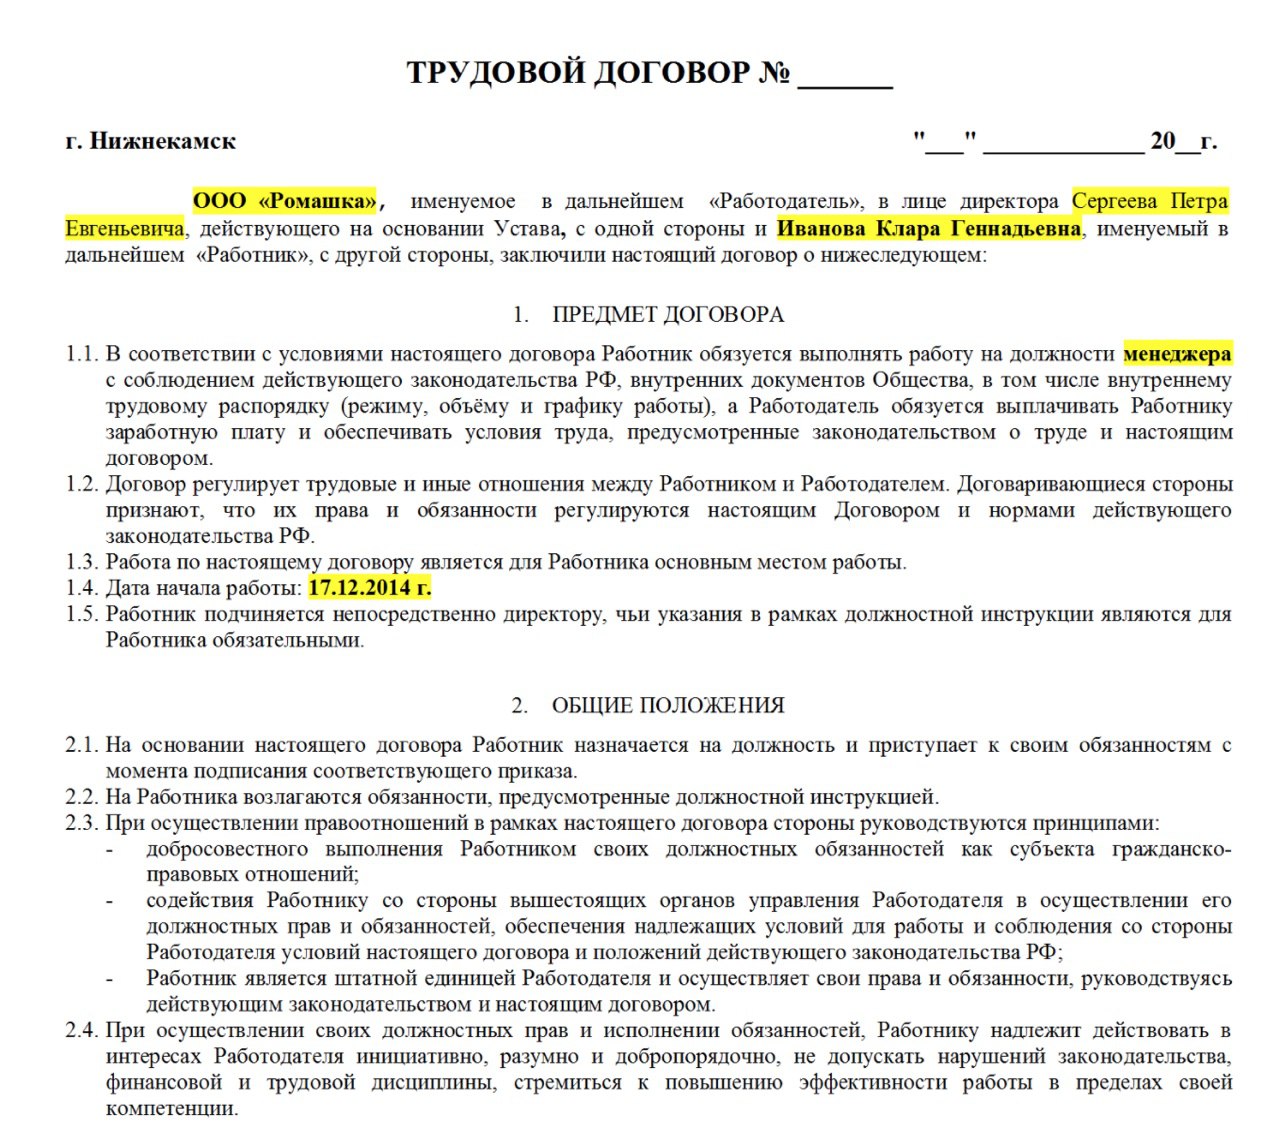 ТРУДОВОЙ ДОГОВОР № ______
г. Нижнекамск "___" ____________ 20__г.
ООО «Ромашка», именуемое в дальнейшем «Работодатель», в лице директора Сергеева Петра
Евгеньевича, действующего на основании Устава, с одной стороны и Иванова Клара Геннадьевна, именуемый в
дальнейшем «Работник», с другой стороны, заключили настоящий договор о нижеследующем:
1. ПРЕДМЕТ ДОГОВОРА
1.1. В соответствии с условиями настоящего договора Работник обязуется выполнять работу на должности менеджера
с соблюдением действующего законодательства РФ, внутренних документов Общества, в том числе внутреннему
трудовому распорядку (режиму, объёму и графику работы), а Работодатель обязуется выплачивать Работнику
заработную плату и обеспечивать условия труда, предусмотренные законодательством о труде и настоящим
договором.
1.2. Договор регулирует трудовые и иные отношения между Работником и Работодателем. Договаривающиеся стороны
признают, что их права и обязанности регулируются настоящим Договором и нормами действующего
законодательства РФ.
1.3. Работа по настоящему договору является для Работника основным местом работы.
1.4. Дата начала работы: 17.12.2014 г.
1.5. Работник подчиняется непосредственно директору, чьи указания в рамках должностной инструкции являются для
Работника обязательными.
2. ОБЩИЕ ПОЛОЖЕНИЯ
2.1. На основании настоящего договора Работник назначается на должность и приступает к своим обязанностям с
момента подписания соответствующего приказа.
2.2. На Работника возлагаются обязанности, предусмотренные должностной инструкцией.
2.3. При осуществлении правоотношений в рамках настоящего договора стороны руководствуются принципами:
- добросовестного выполнения Работником своих должностных обязанностей как субъекта гражданско-
правовых отношений;
- содействия Работнику со стороны вышестоящих органов управления Работодателя в осуществлении его
должностных прав и обязанностей, обеспечения надлежащих условий для работы и соблюдения со стороны
Работодателя условий настоящего договора и положений действующего законодательства РФ;
- Работник является штатной единицей Работодателя и осуществляет свои права и обязанности, руководствуясь
действующим законодательством и настоящим договором.
2.4. При осуществлении своих должностных прав и исполнении обязанностей, Работнику надлежит действовать в
интересах Работодателя инициативно, разумно и добропорядочно, не допускать нарушений законодательства,
финансовой и трудовой дисциплины, стремиться к повышению эффективности работы в пределах своей
компетенции.